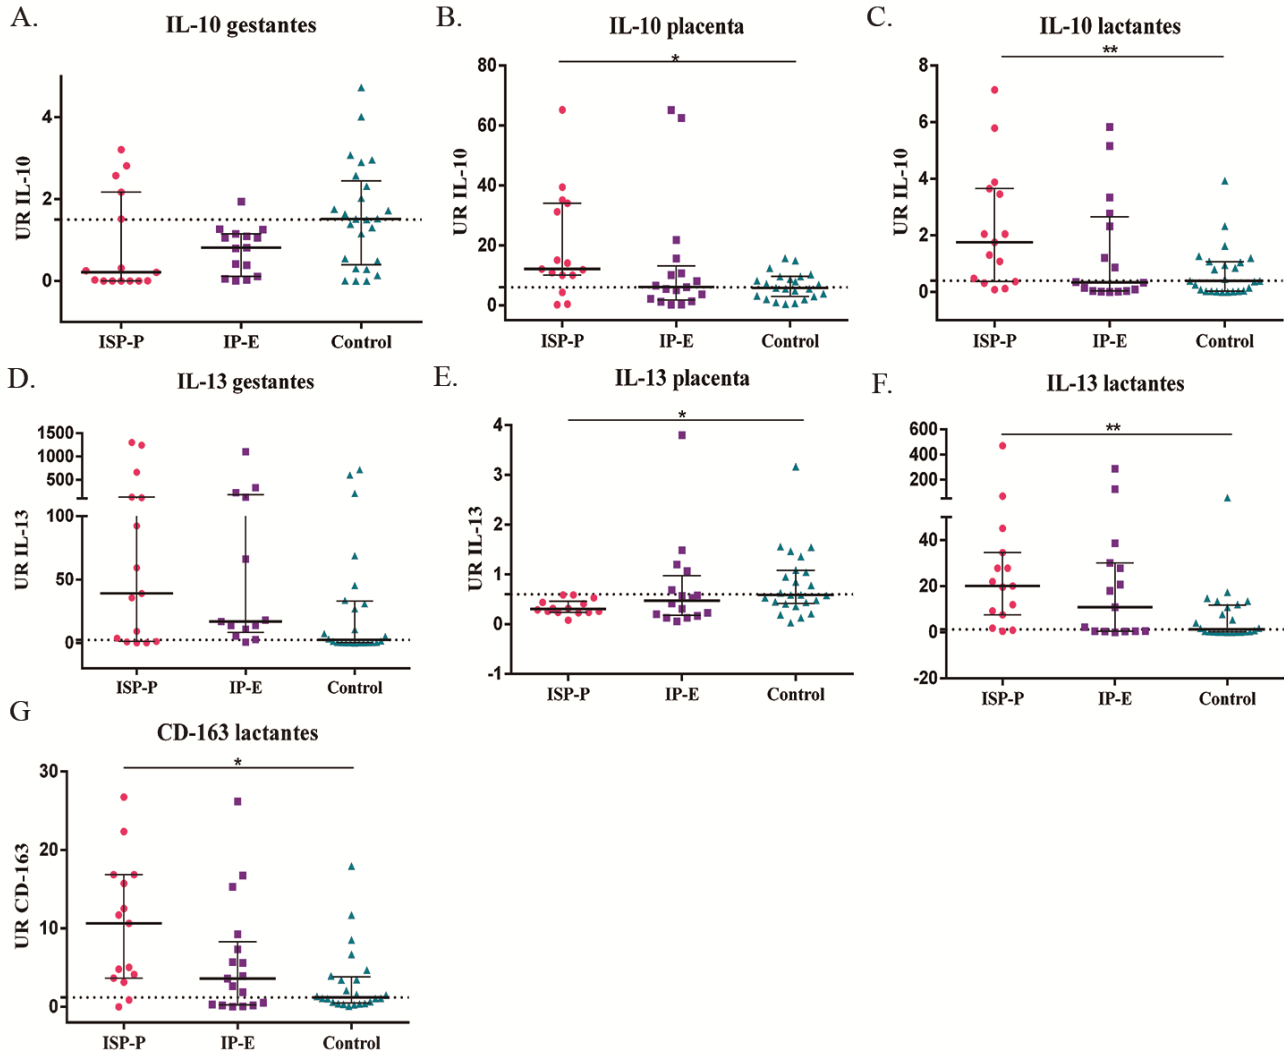 A.
IL-10 gestantes
UR IL-10
4
2
0
ISP-P IP-E Control
B.
IL-10 placenta
*
UR IL-10
80
60
40
20
0
ISP-P IP-E Control
C.
IL-10 lactantes
**
UR IL-10
8
6
4
2
0
ISP-P IP-E Control
D.
IL-13 gestantes
UR IL-13
1500
1000
500
100
50
0
ISP-P IP-E Control
E.
IL-13 placenta
*
UR IL-13
4
3
2
1
0
-1
ISP-P IP-E Control
F.
IL-13 lactantes
**
600
400
200
40
20
0
-20
ISP-P IP-E Control
G
CD-163 lactantes
*
UR CD-163
30
20
10
0
ISP-P IP-E Control